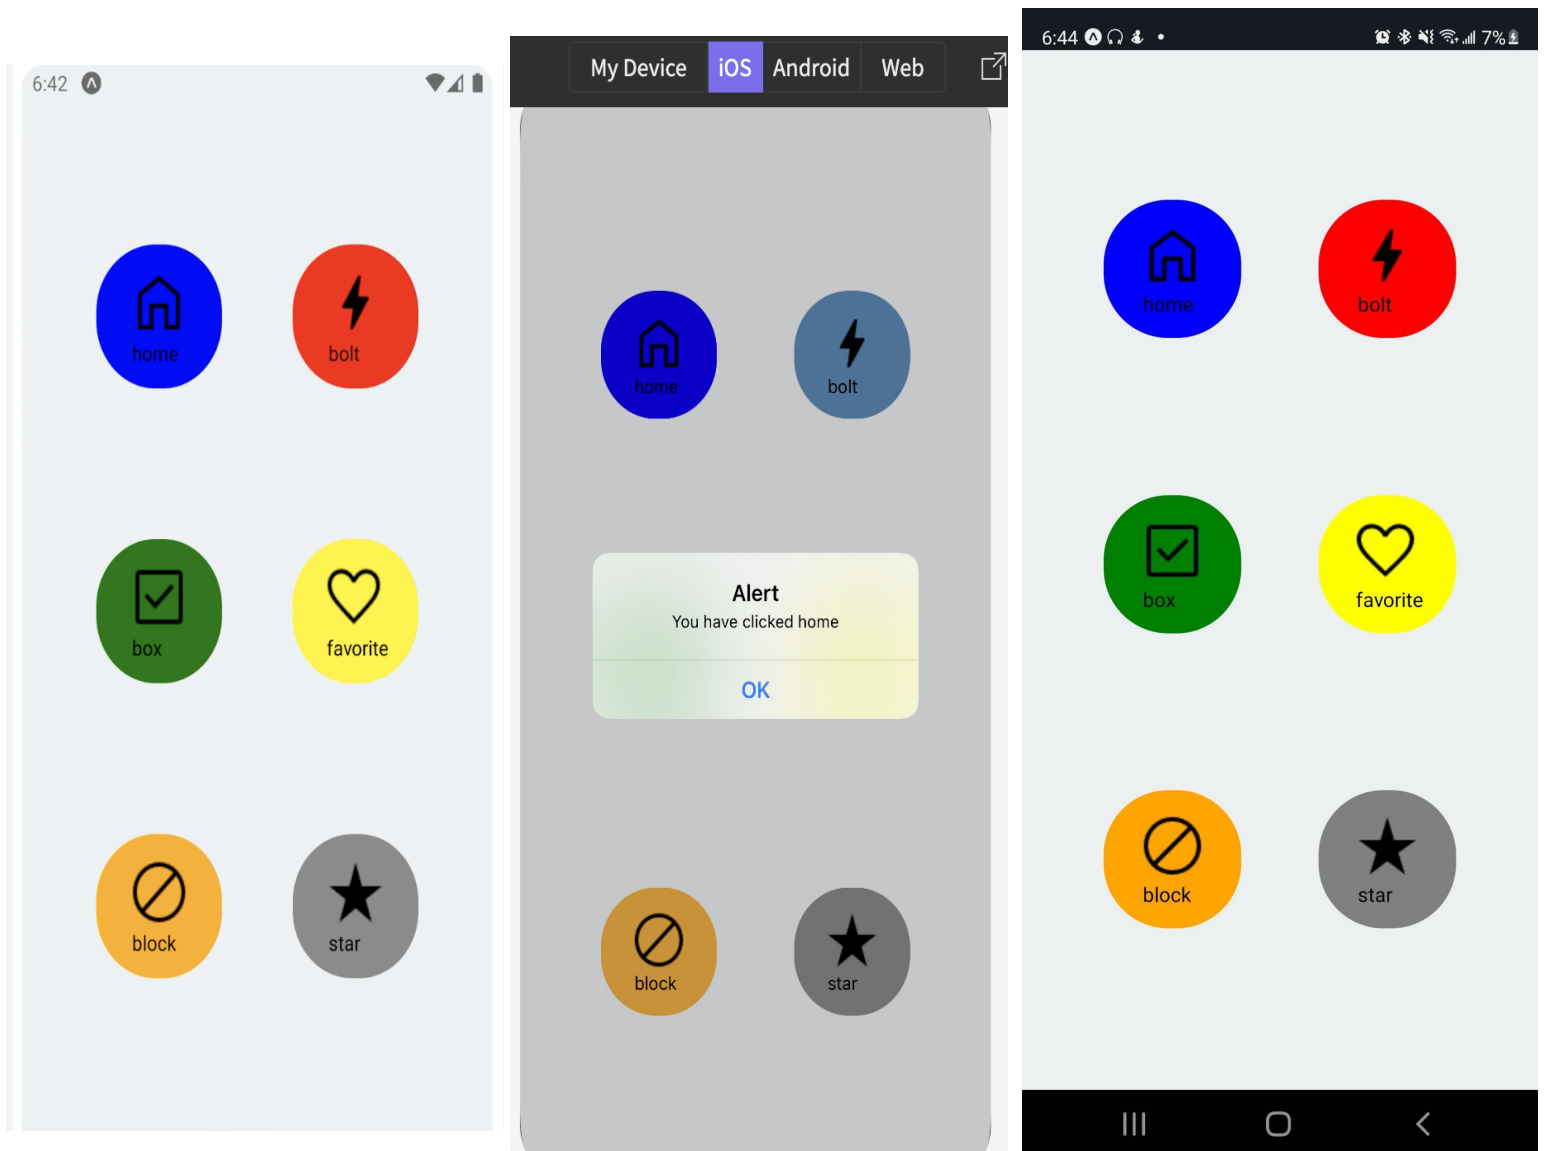 6:42
home
bolt
box
favorite
block
star
My Device iOS Android Web
home
bolt
Alert
You have clicked home
OK
block
star
6:44 7%
home
bolt
box
favorite
block
star